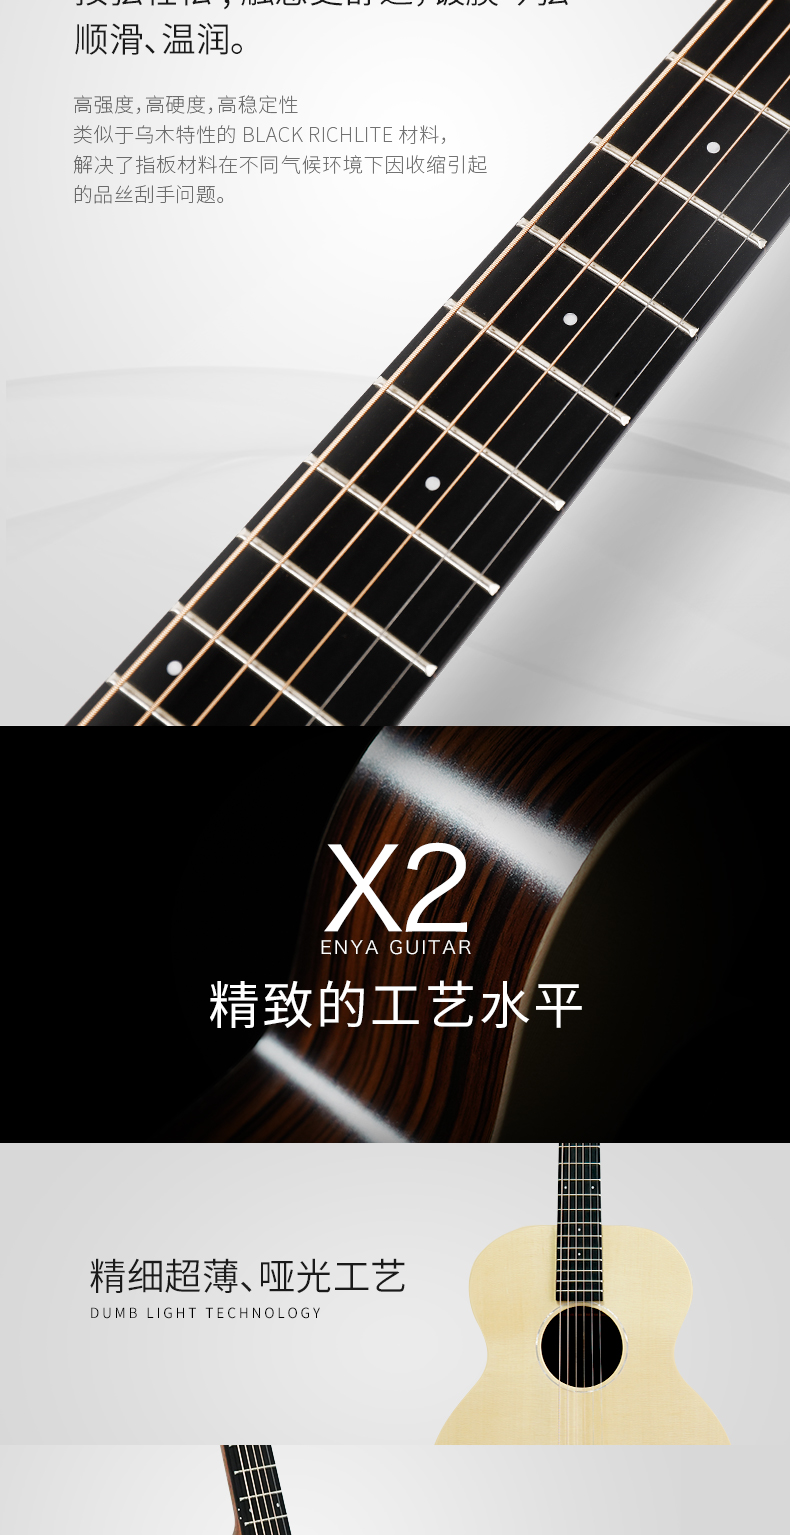 顺滑、温润。
高强度，高硬度，高稳定性
类似于乌木特性的 BLACK RICHLITE 材料，
解决了指板材料在不同气候环境下因收缩引起
的品丝刮手问题。
X2
ENYA GUITAR
精致的工艺水平
精细超薄、哑光工艺
DUMB LIGHT TECHNOLOGY